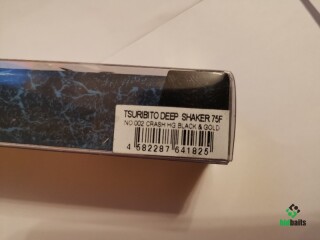 TSURIBITO DEEP SHAKER 75F
NO.002 CRASH HG BLACK & GOLD
4 582287 641825
baits